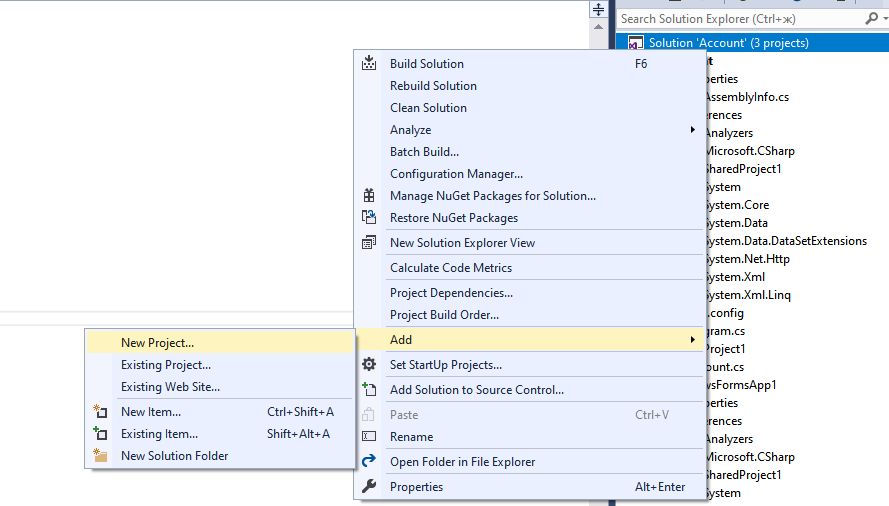 Search Solution Explorer (Ctrl+ж)
Solution 'Account' (3 projects)
Build Solution F6
Rebuild Solution
Clean Solution
Analyze
Batch Build...
Configuration Manager...
Manage NuGet Packages for Solution...
Restore NuGet Packages
New Solution Explorer View
Calculate Code Metrics
Project Dependencies...
Project Build Order...
Add
Set StartUp Projects...
Add Solution to Source Control...
Paste Ctrl+V
Rename
Open Folder in File Explorer
Properties Alt+Enter
New Project...
Existing Project...
Existing Web Site...
New Item... Ctrl+Shift+A
Existing Item... Shift+Alt+A
New Solution Folder
t
perties
AssemblyInfo.cs
erences
Analyzers
Microsoft.CSharp
SharedProject1
System
System.Core
System.Data
System.Data.DataSetExtensions
System.Net.Http
System.Xml
System.Xml.Linq
.config
gram.cs
Project1
ount.cs
wsFormsApp1
perties
erences
Analyzers
Microsoft.CSharp
SharedProject1
System